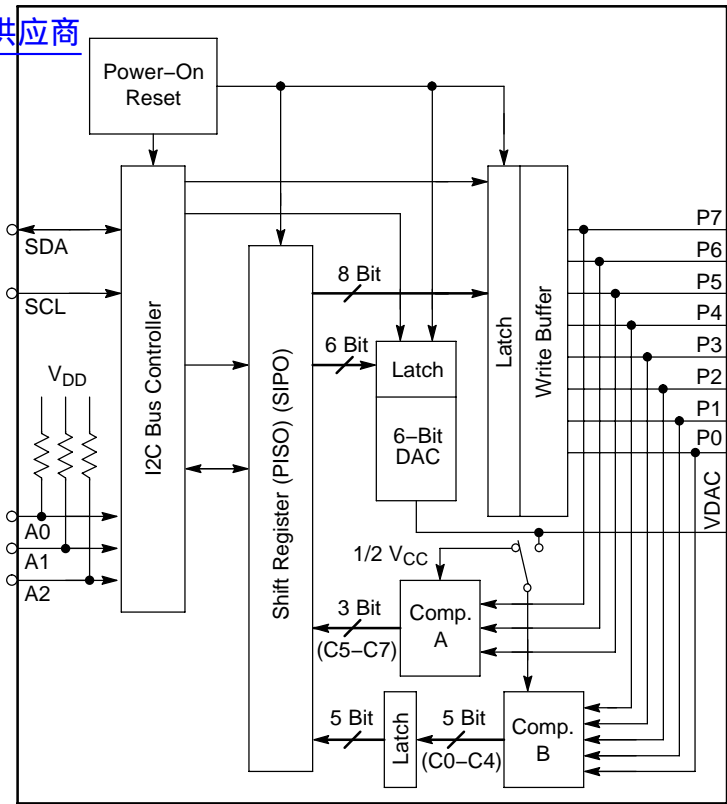 供应商
Power–On
Reset
SDA
SCL
VDD
A0
A1
A2
I2C Bus Controller
Shift Register (PISO) (SIPO)
8 Bit
6 Bit
Latch
6–Bit
DAC
Latch
Write Buffer
P7
P6
P5
P4
P3
P2
P1
P0
VDAC
1/2 VCC
3 Bit
(C5–C7)
Comp.
A
5 Bit
Latch
5 Bit
(C0–C4)
Comp.
B